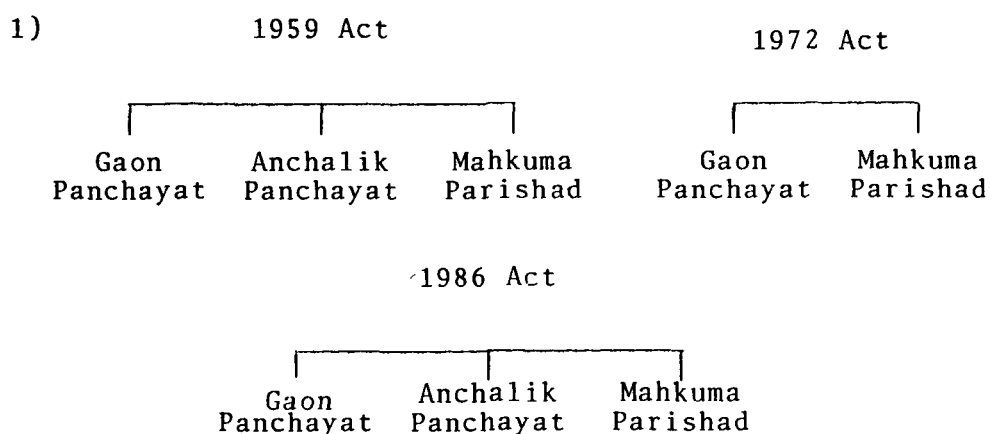 1) 1959 Act 1972 Act
Gaon Anchalik Mahkuma Gaon Mahkuma
Panchayat Panchayat Parishad Panchayat Parishad
1986 Act
Gaon Anchalik Mahkuma
Panchayat Panchayat Parishad